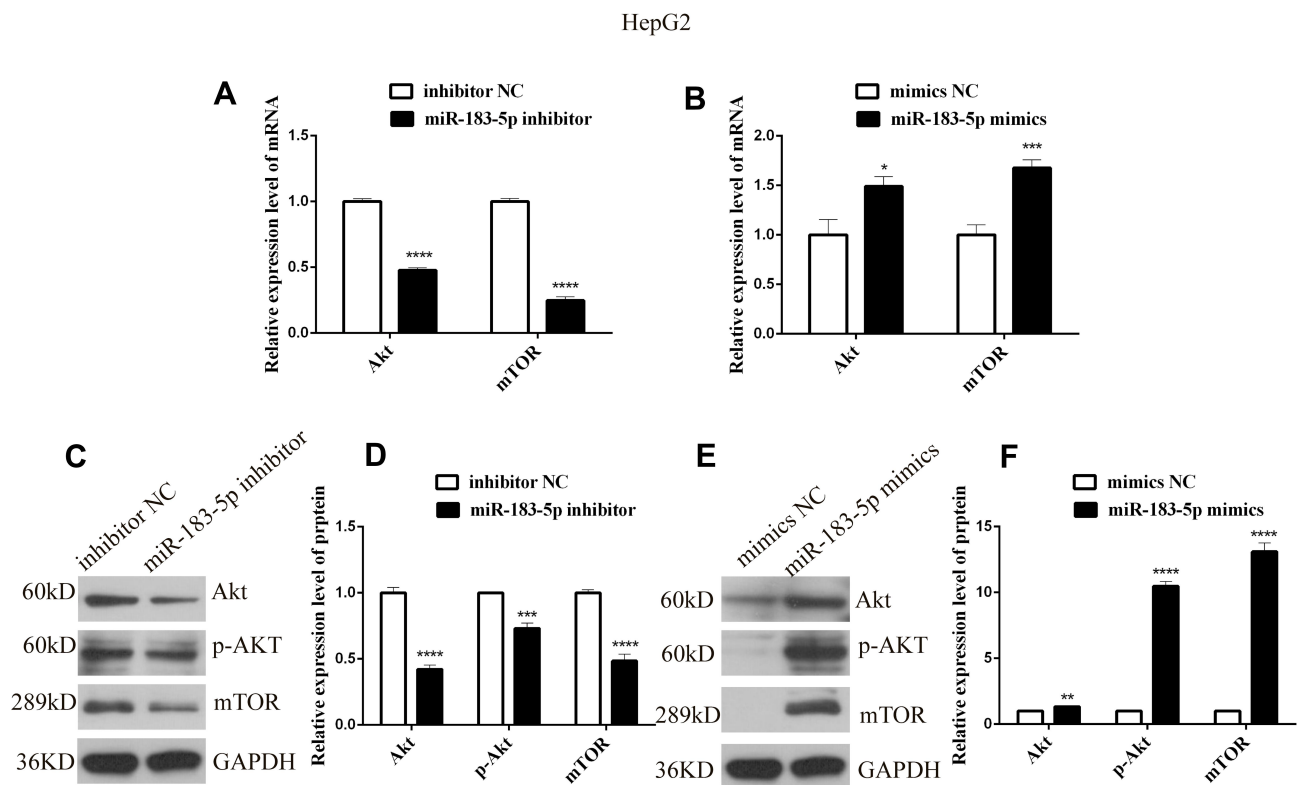 HepG2
A
inhibitor NC
miR-183-5p inhibitor
Relative expression level of mRNA
1.5
1.0
0.5
0.0
****
****
Akt
mTOR
B
mimics NC
miR-183-5p mimics
Relative expression level of mRNA
2.0
1.5
1.0
0.5
0.0
*
***
Akt
mTOR
C
inhibitor NC
miR-183-5p inhibitor
60kD Akt
60kD p-AKT
289kD mTOR
36KD GAPDH
D
inhibitor NC
miR-183-5p inhibitor
Relative expression level of prptein
1.5
1.0
0.5
0.0
****
***
****
Akt
p-Akt
mTOR
E
mimics NC
miR-183-5p mimics
60kD Akt
60kD p-AKT
289kD mTOR
36KD GAPDH
F
mimics NC
miR-183-5p mimics
Relative expression level of prptein
15
10
5
0
**
****
****
Akt
p-Akt
mTOR